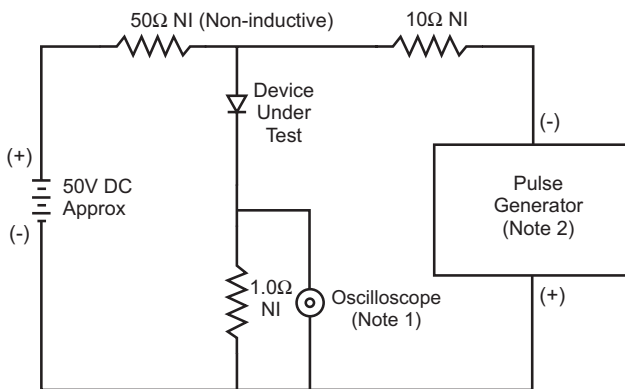 50Ω NI (Non-inductive)
10Ω NI
Device
Under
Test
(+)
50V DC
Approx
(-)
1.0Ω
NI
Oscilloscope
(Note 1)
(-)
Pulse
Generator
(Note 2)
(+)